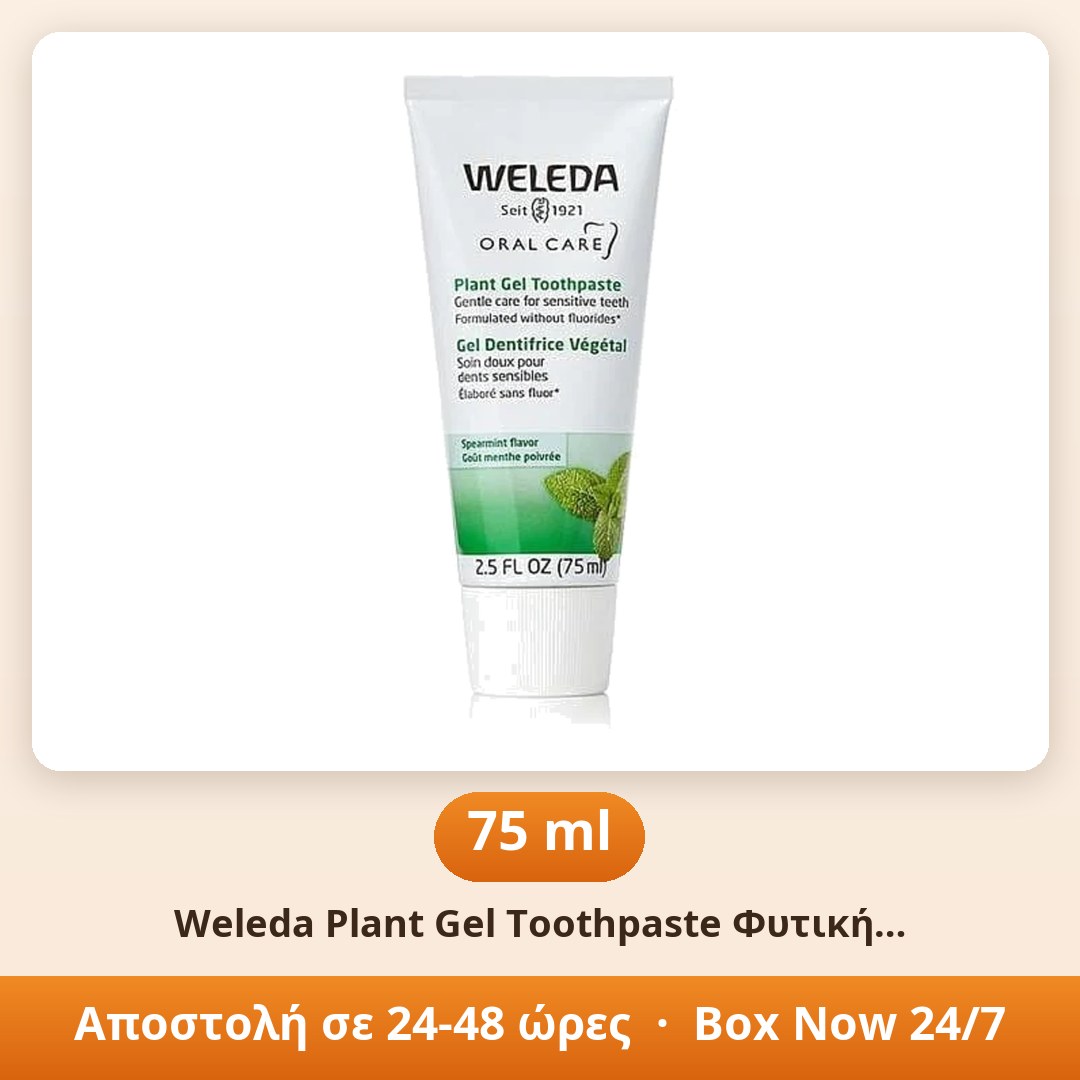 WELEDA
Seit 1921
ORAL CARE
Plant Gel Toothpaste
Gentle care for sensitive teeth
Formulated without fluorides*
Gel Dentifrice Végétal
Soin doux pour
dents sensibles
Élaboré sans fluor*
Spearmint flavor
Goût menthe poivrée
2.5 FL OZ (75 ml)
75 ml
Weleda Plant Gel Toothpaste Φυτική...
Αποστολή σε 24-48 ώρες · Box Now 24/7